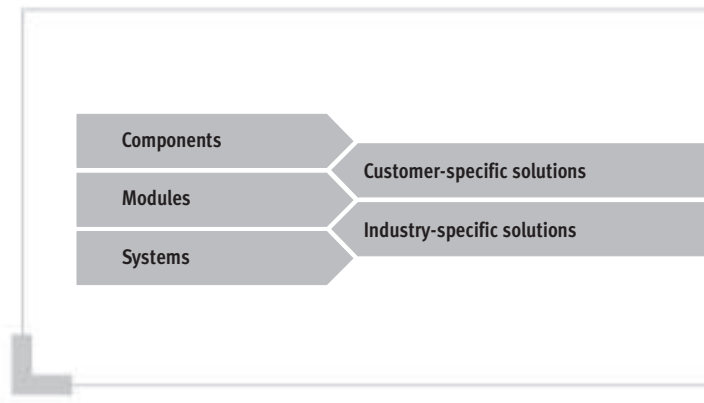 Components
Modules
Systems
Customer-specific solutions
Industry-specific solutions